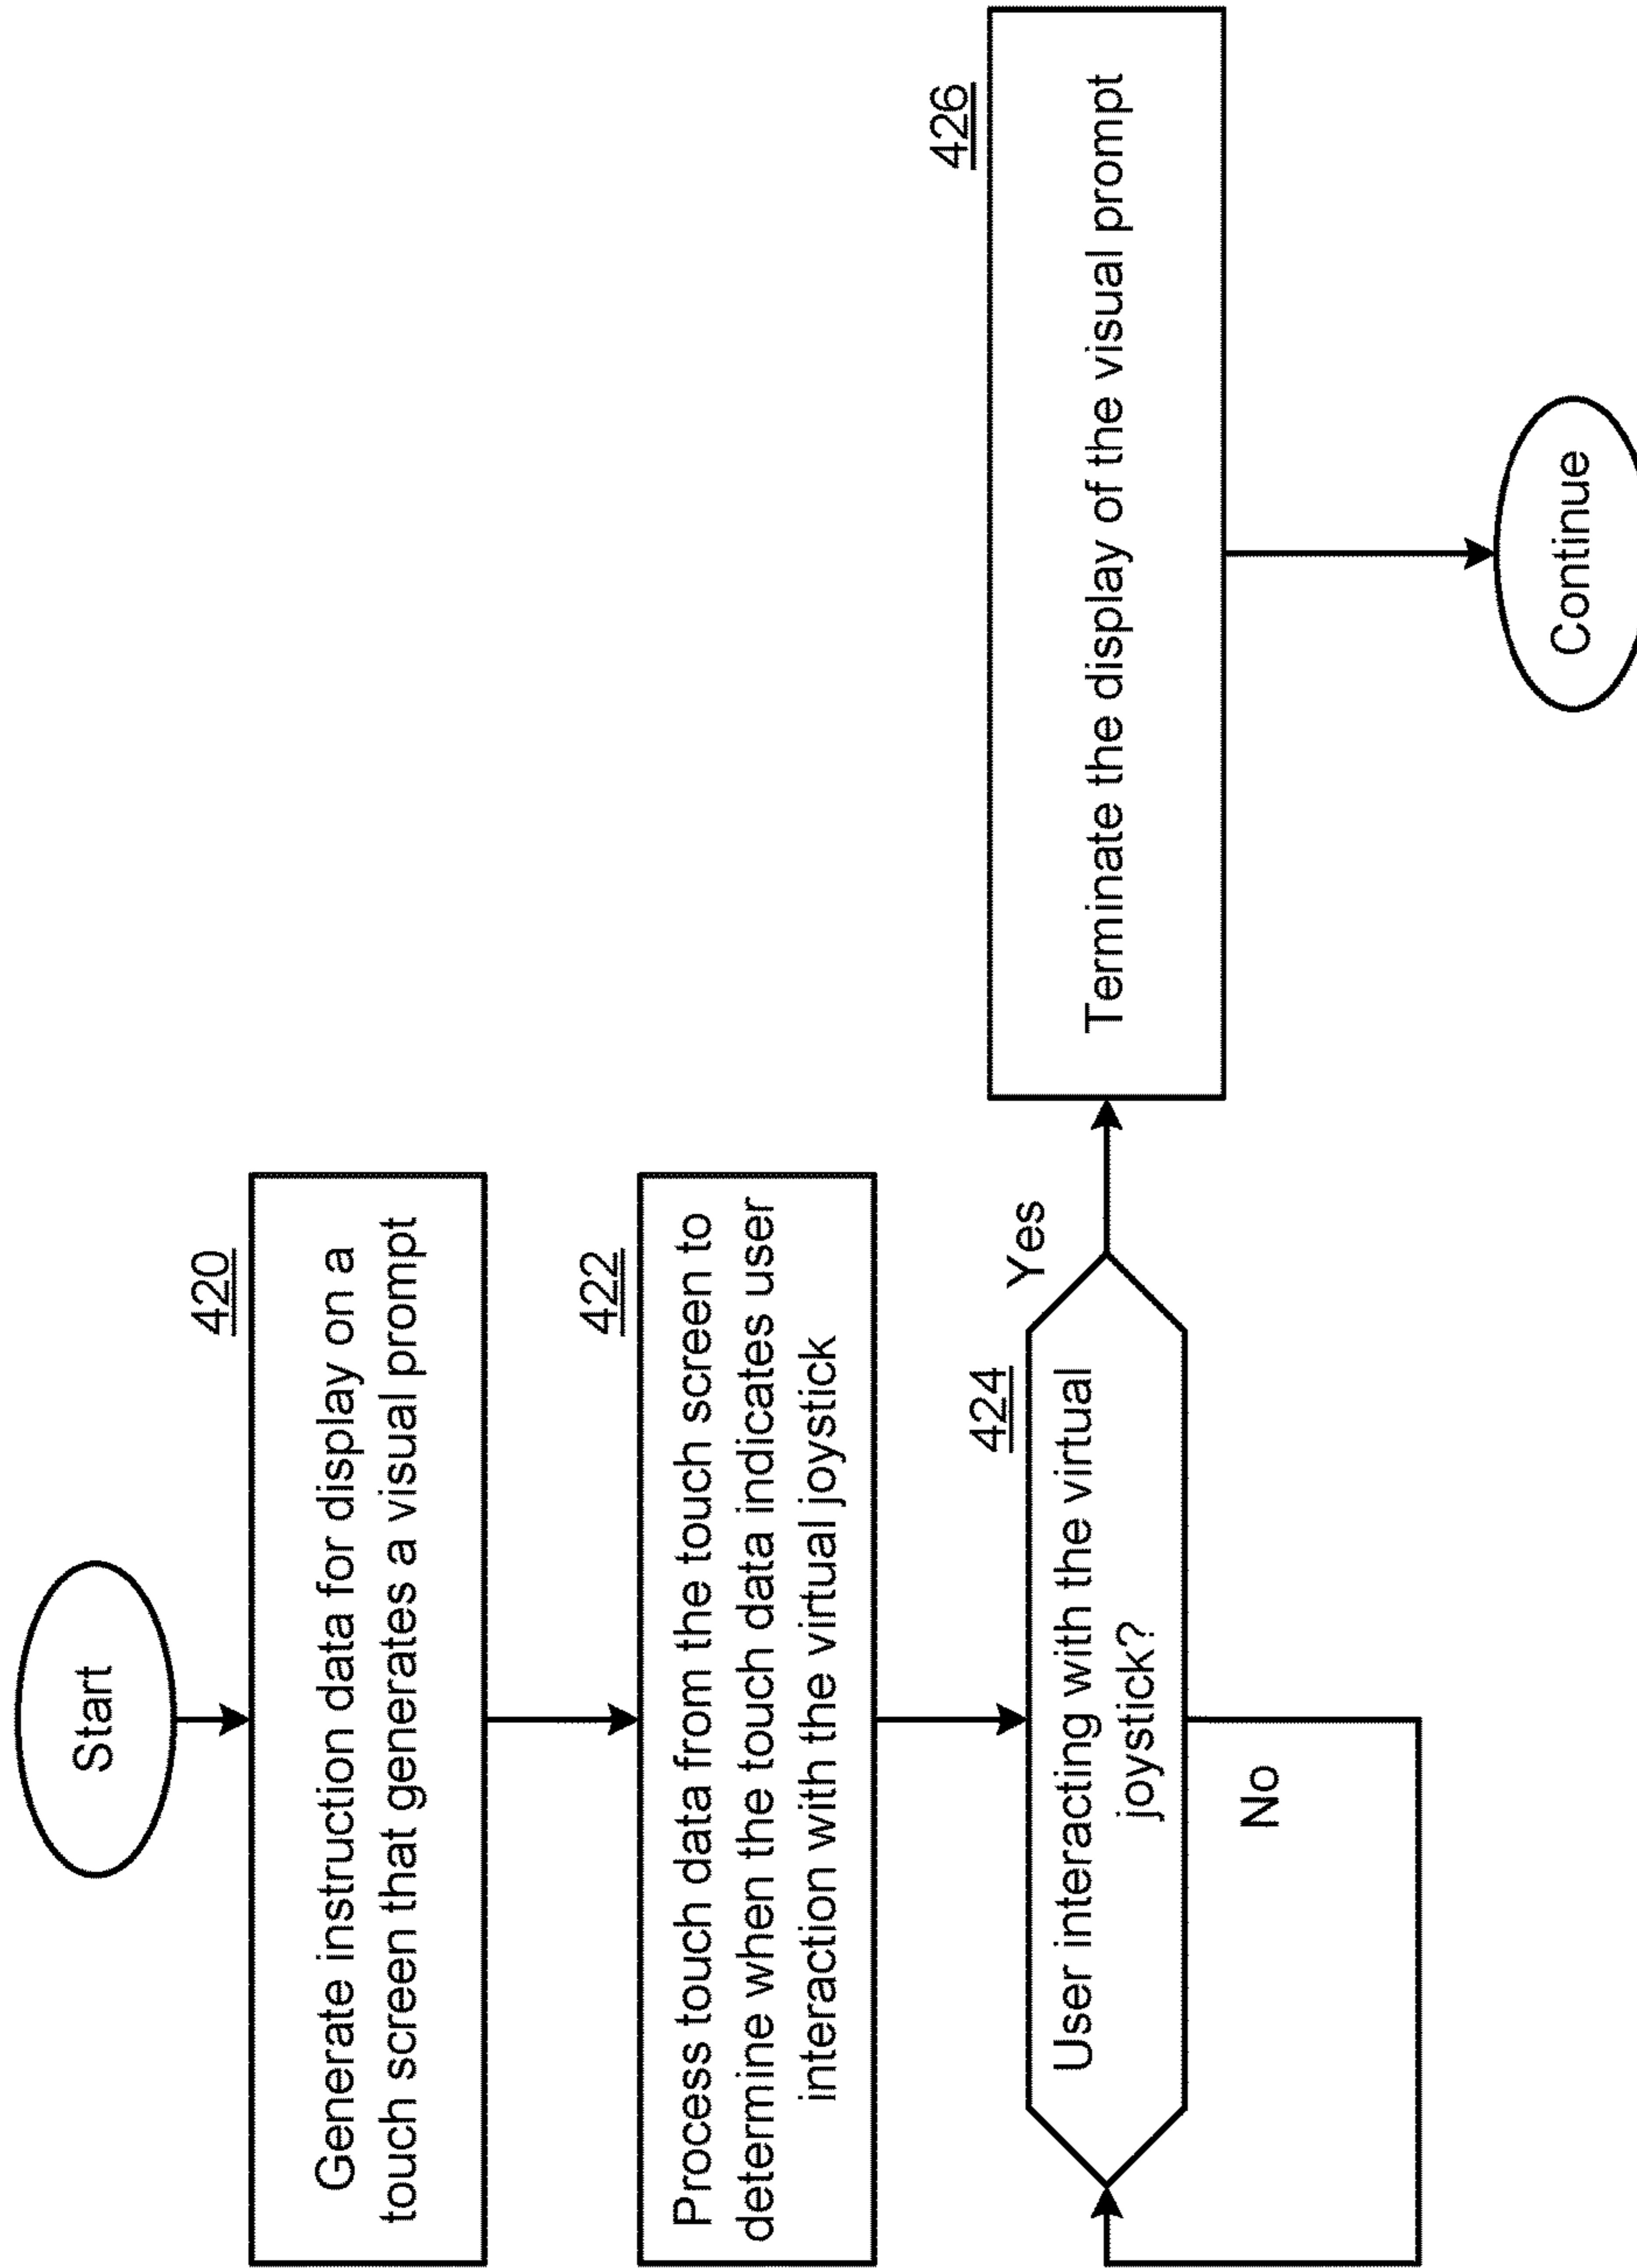 Start
420
Generate instruction data for display on a
touch screen that generates a visual prompt
422
Process touch data from the touch screen to
determine when the touch data indicates user
interaction with the virtual joystick
424
User interacting with the virtual
joystick?
Yes
No
426
Terminate the display of the visual prompt
Continue